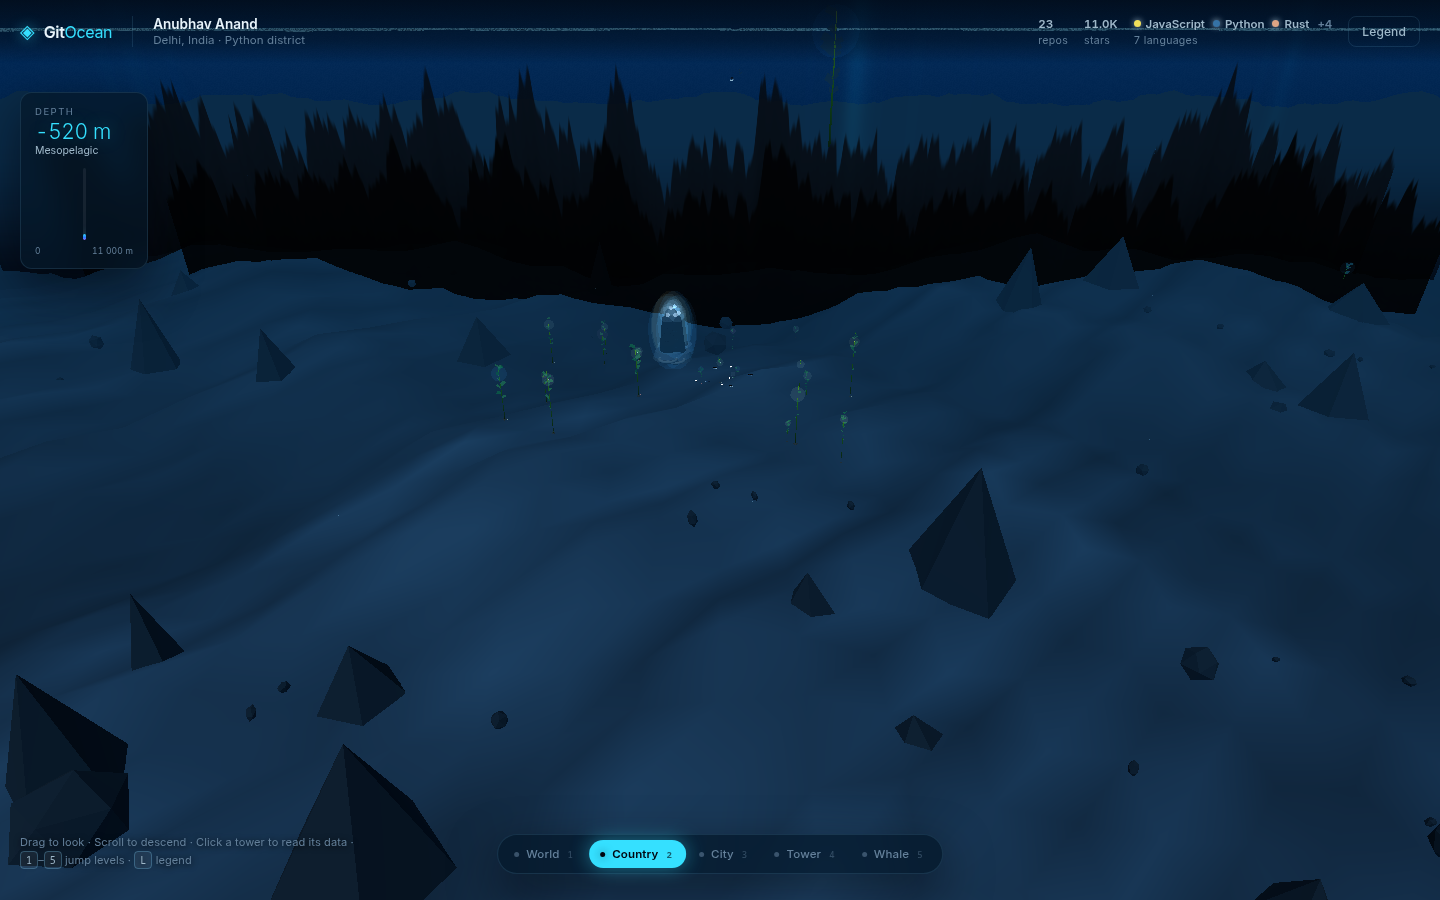 GitOcean
Anubhav Anand
Delhi, India · Python district
23 repos
11.0K stars
JavaScript Python Rust +4
7 languages
Legend
DEPTH
-520 m
Mesopelagic
0 11 000 m
Drag to look · Scroll to descend · Click a tower to read its data ·
1–5 jump levels · L legend
World 1 Country 2 City 3 Tower 4 Whale 5